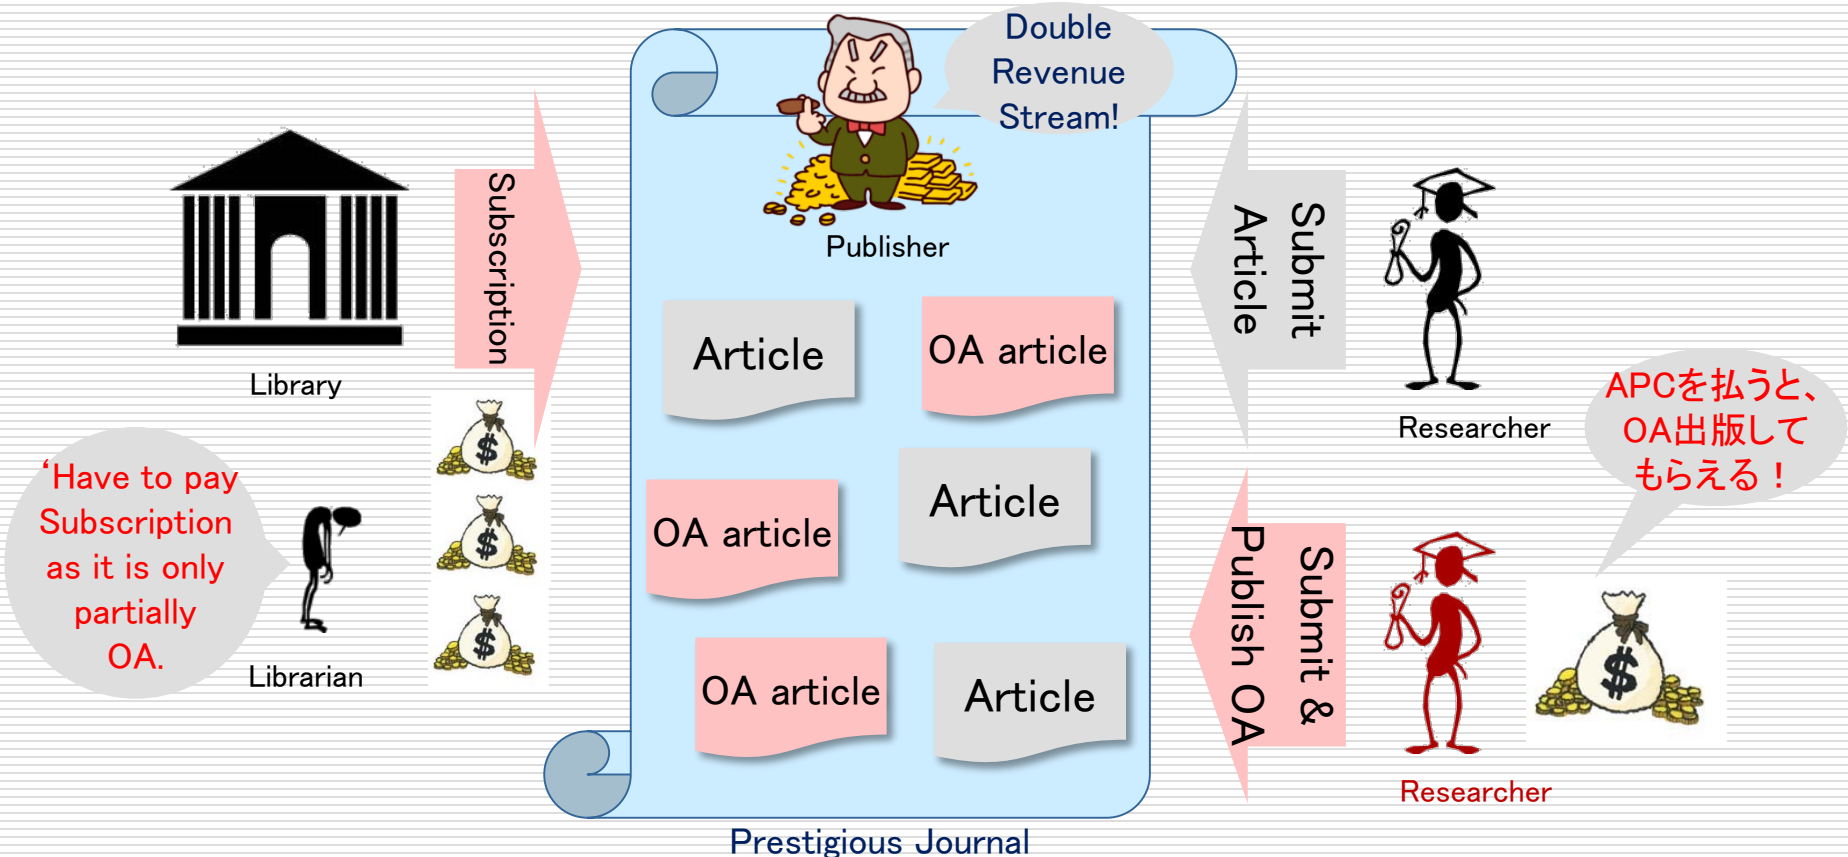 Double
Revenue
Stream!
Publisher
Subscription
Library
‘Have to pay
Subscription
as it is only
partially
OA.
Librarian
Article
OA article
OA article
Article
OA article
Article
Prestigious Journal
Submit
Article
Researcher
APCを払うと、
OA出版して
もらえる！
Submit &
Publish OA
Researcher
$
$
$
$